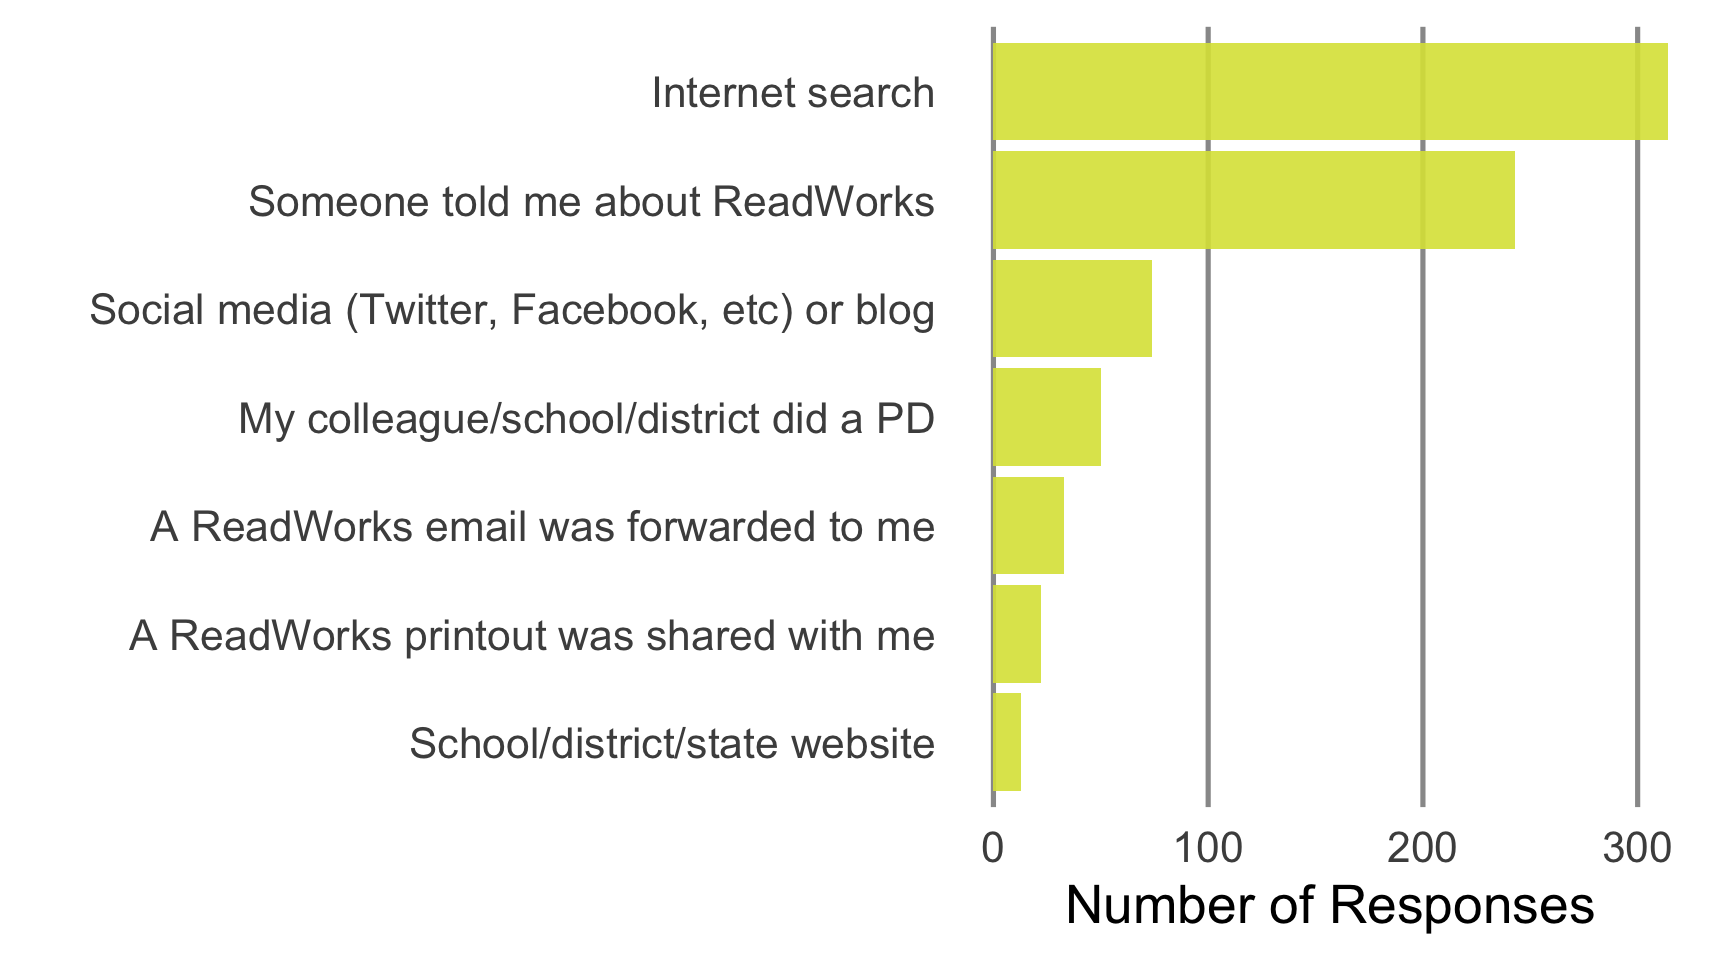 Internet search
Someone told me about ReadWorks
Social media (Twitter, Facebook, etc) or blog
My colleague/school/district did a PD
A ReadWorks email was forwarded to me
A ReadWorks printout was shared with me
School/district/state website
0 100 200 300
Number of Responses